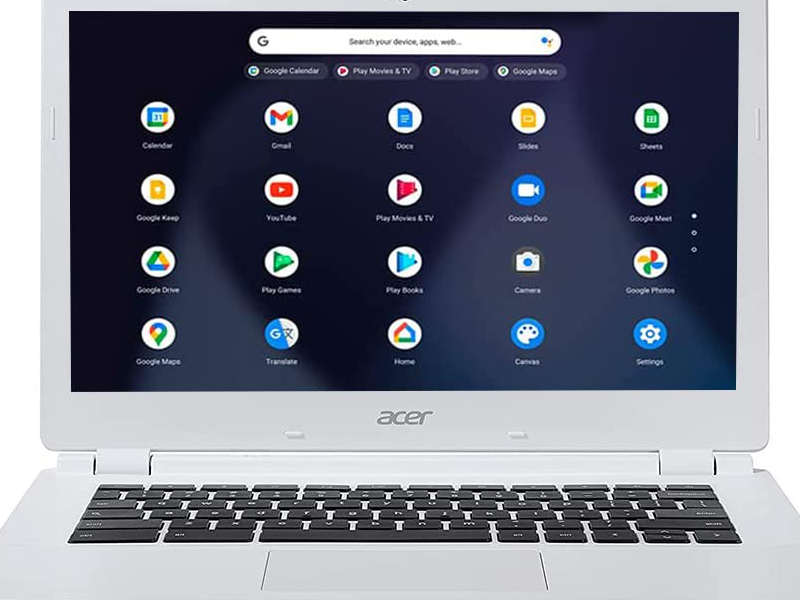 Search your device, apps, web...
Google Calendar Play Movies & TV Play Store Google Maps
31
Calendar Gmail Docs Slides Sheets
Google Keep YouTube Play Movies & TV Google Duo Google Meet
Google Drive Play Games Play Books Camera Google Photos
Google Maps Translate Home Canvas Settings
acer